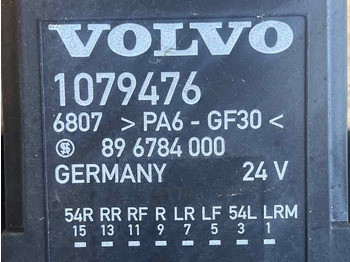 VOLVO
1079476
6807 >PA6-GF30<
89 6784 000
GERMANY 24 V
54R RR RF R LR LF 54L LRM
15 13 11 9 7 5 3 1